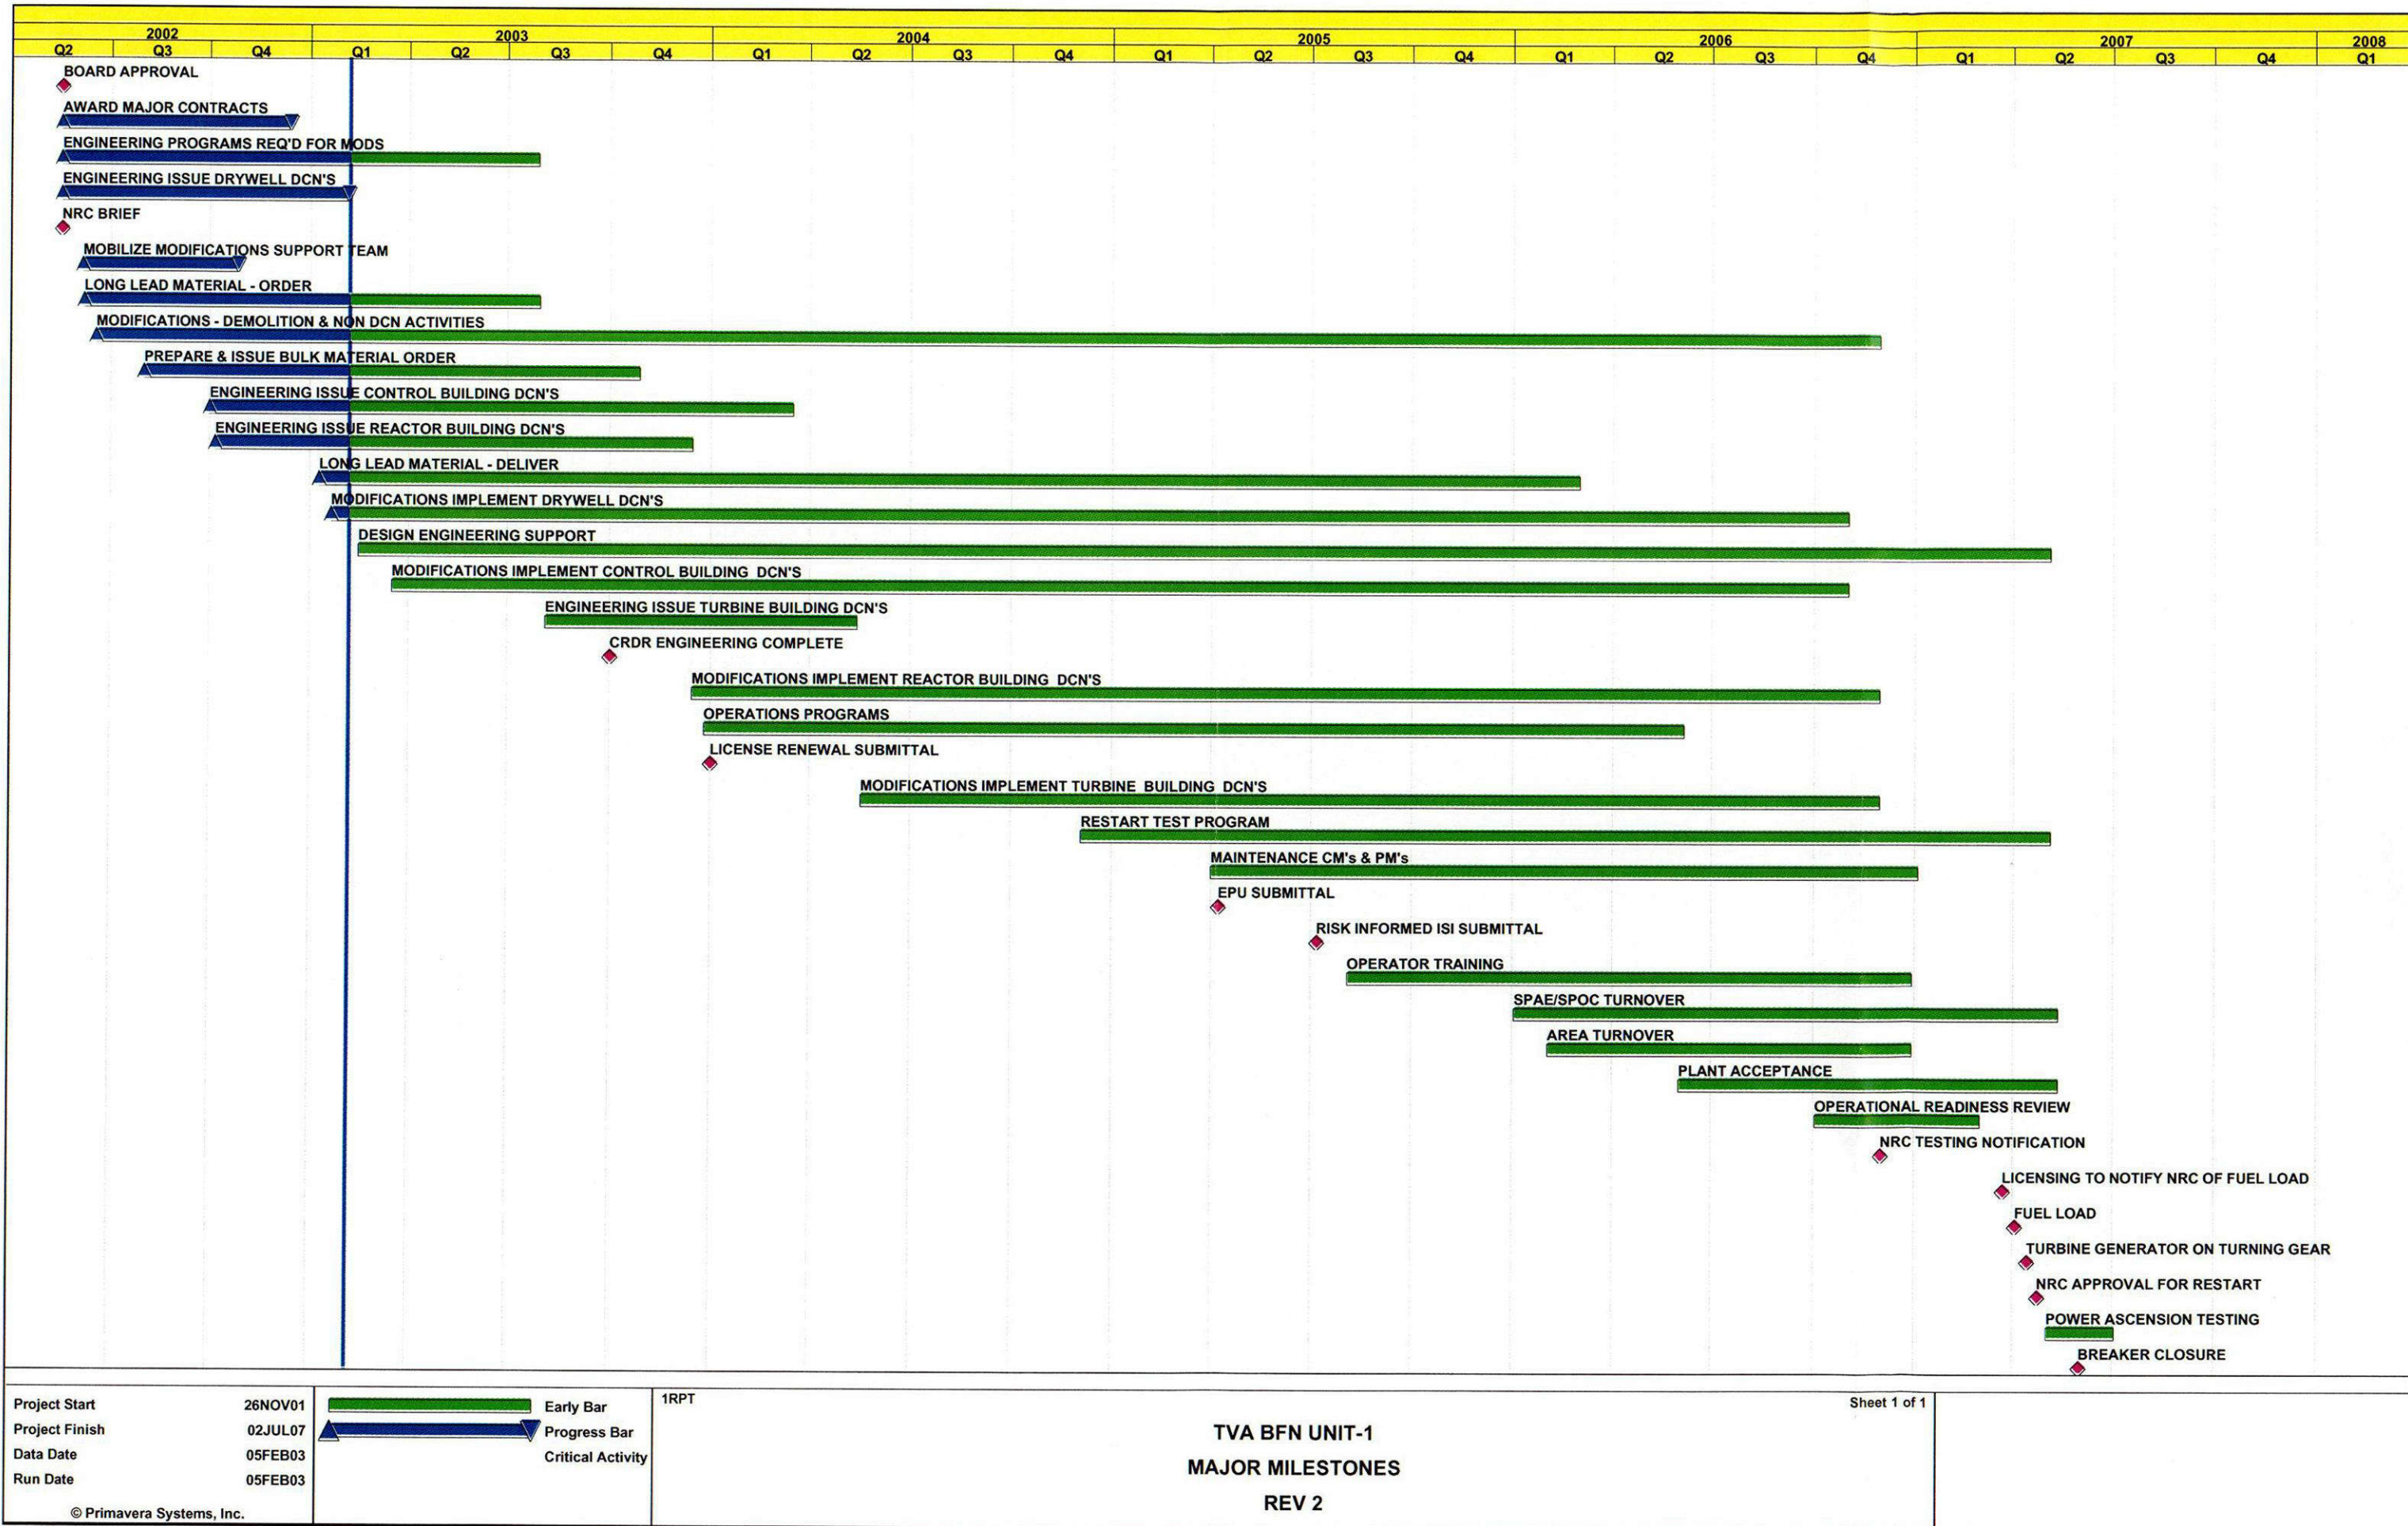 2002 2003 2004 2005 2006 2007 2008
Q2 Q3 Q4 Q1 Q2 Q3 Q4 Q1 Q2 Q3 Q4 Q1 Q2 Q3 Q4 Q1 Q2 Q3 Q4 Q1 Q2 Q3 Q4 Q1
BOARD APPROVAL
AWARD MAJOR CONTRACTS
ENGINEERING PROGRAMS REQ'D FOR MODS
ENGINEERING ISSUE DRYWELL DCN'S
NRC BRIEF
MOBILIZE MODIFICATIONS SUPPORT TEAM
LONG LEAD MATERIAL - ORDER
MODIFICATIONS - DEMOLITION & NON DCN ACTIVITIES
PREPARE & ISSUE BULK MATERIAL ORDER
ENGINEERING ISSUE CONTROL BUILDING DCN'S
ENGINEERING ISSUE REACTOR BUILDING DCN'S
LONG LEAD MATERIAL - DELIVER
MODIFICATIONS IMPLEMENT DRYWELL DCN'S
DESIGN ENGINEERING SUPPORT
MODIFICATIONS IMPLEMENT CONTROL BUILDING DCN'S
ENGINEERING ISSUE TURBINE BUILDING DCN'S
CRDR ENGINEERING COMPLETE
MODIFICATIONS IMPLEMENT REACTOR BUILDING DCN'S
OPERATIONS PROGRAMS
LICENSE RENEWAL SUBMITTAL
MODIFICATIONS IMPLEMENT TURBINE BUILDING DCN'S
RESTART TEST PROGRAM
MAINTENANCE CM's & PM's
EPU SUBMITTAL
RISK INFORMED ISI SUBMITTAL
OPERATOR TRAINING
SPAE/SPOC TURNOVER
AREA TURNOVER
PLANT ACCEPTANCE
OPERATIONAL READINESS REVIEW
NRC TESTING NOTIFICATION
LICENSING TO NOTIFY NRC OF FUEL LOAD
FUEL LOAD
TURBINE GENERATOR ON TURNING GEAR
NRC APPROVAL FOR RESTART
POWER ASCENSION TESTING
BREAKER CLOSURE
Project Start 26NOV01
Project Finish 02JUL07
Data Date 05FEB03
Run Date 05FEB03
© Primavera Systems, Inc.
Early Bar
Progress Bar
Critical Activity
1RPT
TVA BFN UNIT-1
MAJOR MILESTONES
REV 2
Sheet 1 of 1